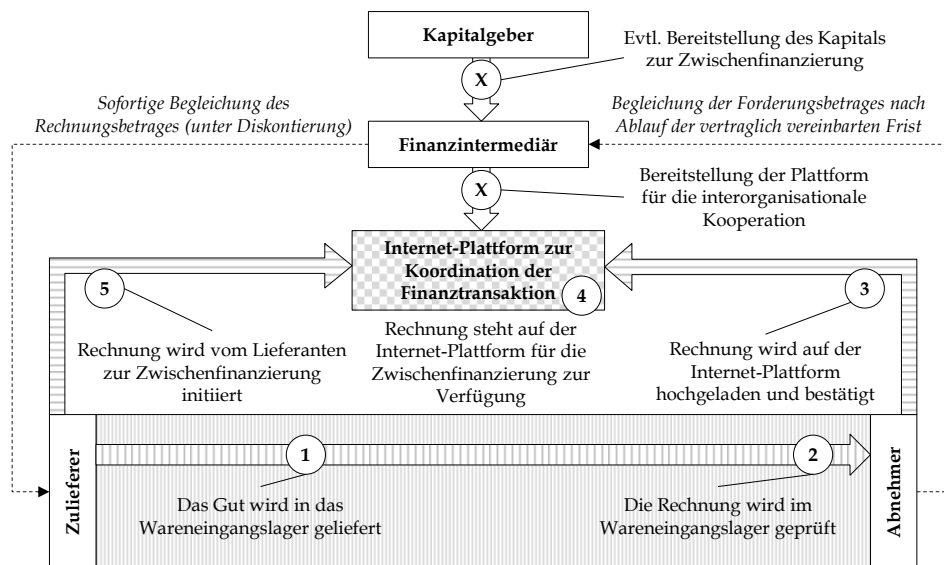 Kapitalgeber
X
Evtl. Bereitstellung des Kapitals
zur Zwischenfinanzierung
Sofortige Begleichung des
Rechnungsbetrages (unter Diskontierung)
Begleichung der Forderungsbetrages nach
Ablauf der vertraglich vereinbarten Frist
Finanzintermediär
X
Bereitstellung der Plattform
für die interorganisationale
Kooperation
Internet-Plattform zur
Koordination der
Finanztransaktion
4
5
3
Rechnung wird vom Lieferanten
zur Zwischenfinanzierung
initiiert
Rechnung steht auf der
Internet-Plattform für die
Zwischenfinanzierung zur
Verfügung
Rechnung wird auf der
Internet-Plattform
hochgeladen und bestätigt
Zulieferer
1
Das Gut wird in das
Wareneingangslager geliefert
2
Die Rechnung wird im
Wareneingangslager geprüft
Abnehmer